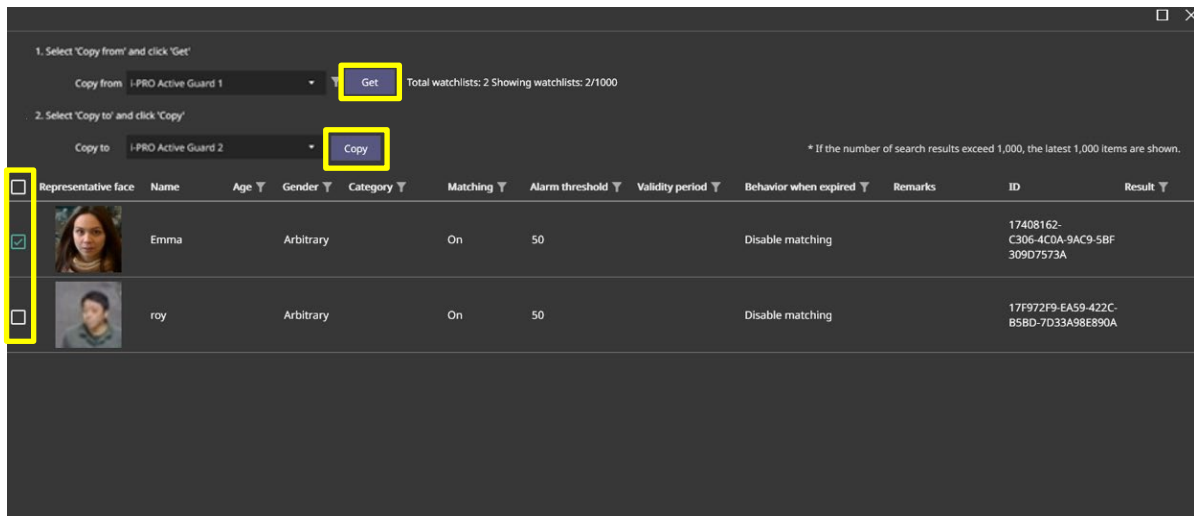 1. Select 'Copy from' and click 'Get'
Copy from i-PRO Active Guard 1 Get Total watchlists: 2 Showing watchlists: 2/1000
2. Select 'Copy to' and click 'Copy'
Copy to i-PRO Active Guard 2 Copy * If the number of search results exceed 1,000, the latest 1,000 items are shown.
Representative face Name Age Gender Category Matching Alarm threshold Validity period Behavior when expired Remarks ID Result
Emma Arbitrary On 50 Disable matching
17408162-
C306-4C0A-9AC9-5BF
309D7573A
roy Arbitrary On 50 Disable matching
17F972F9-EA59-422C-
B5BD-7D33A98E890A